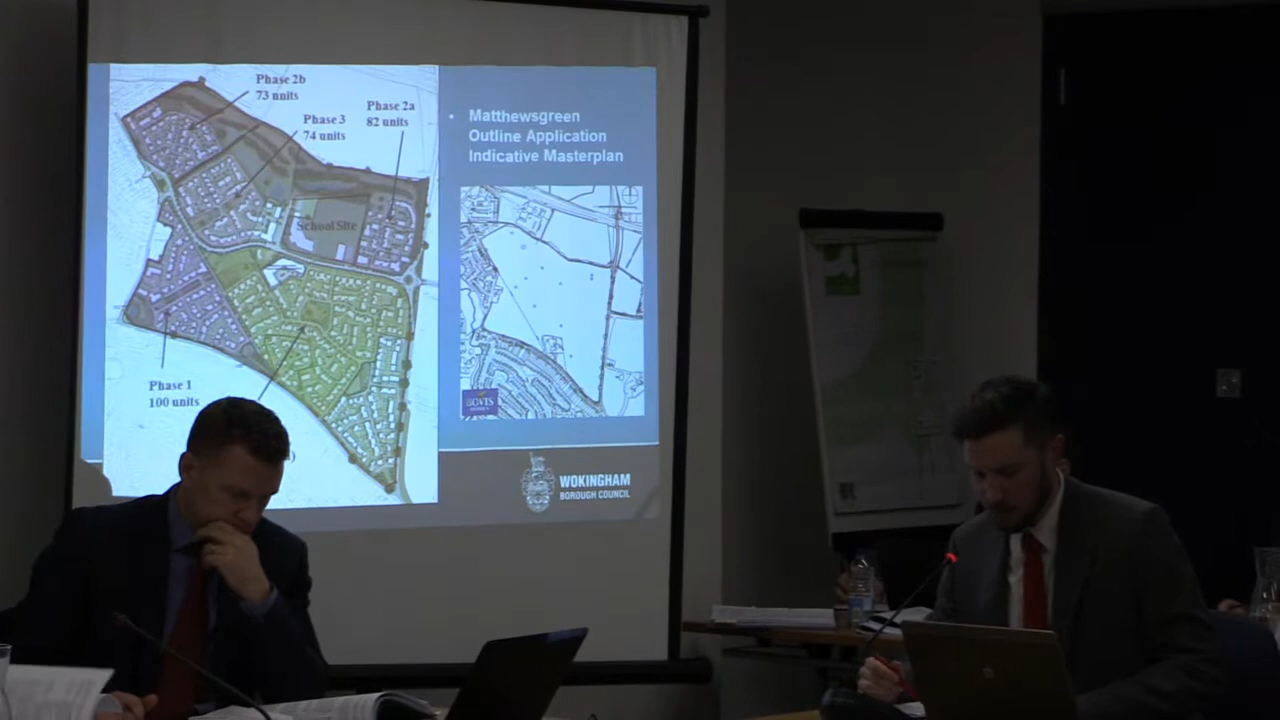 Phase 2b
73 units
Phase 3
74 units
Phase 2a
82 units
School Site
Phase 1
100 units
• Matthewsgreen
Outline Application
Indicative Masterplan
BOVIS
HOMES
WOKINGHAM
BOROUGH COUNCIL